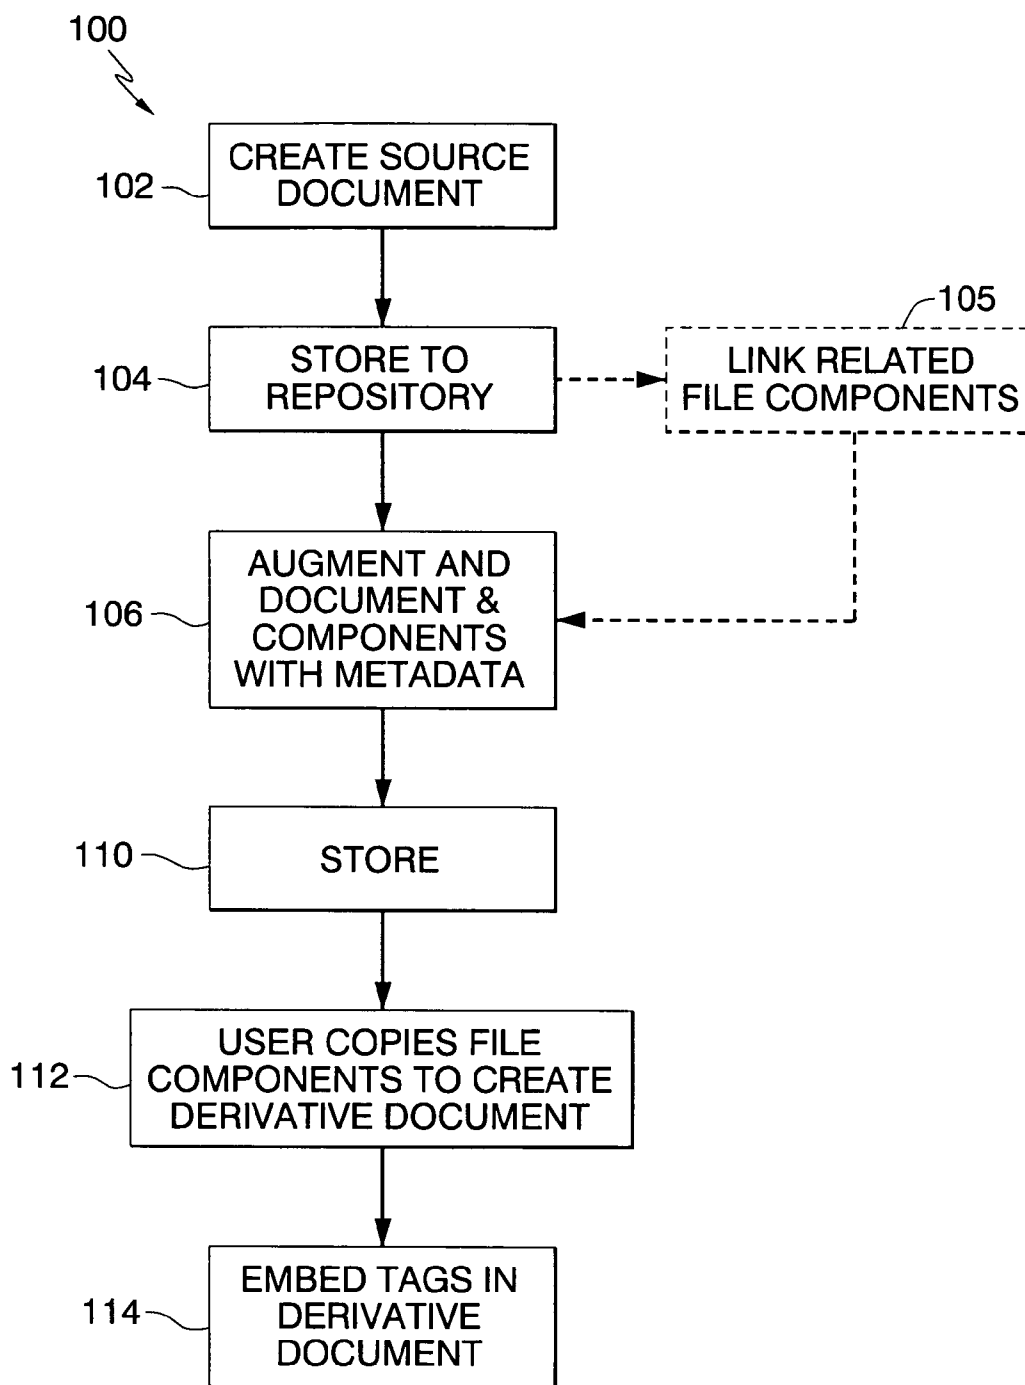 100
CREATE SOURCE
DOCUMENT
102
105
STORE TO
REPOSITORY
104
LINK RELATED
FILE COMPONENTS
AUGMENT AND
DOCUMENT &
COMPONENTS
WITH METADATA
106
STORE
110
USER COPIES FILE
COMPONENTS TO CREATE
DERIVATIVE DOCUMENT
112
EMBED TAGS IN
DERIVATIVE
DOCUMENT
114